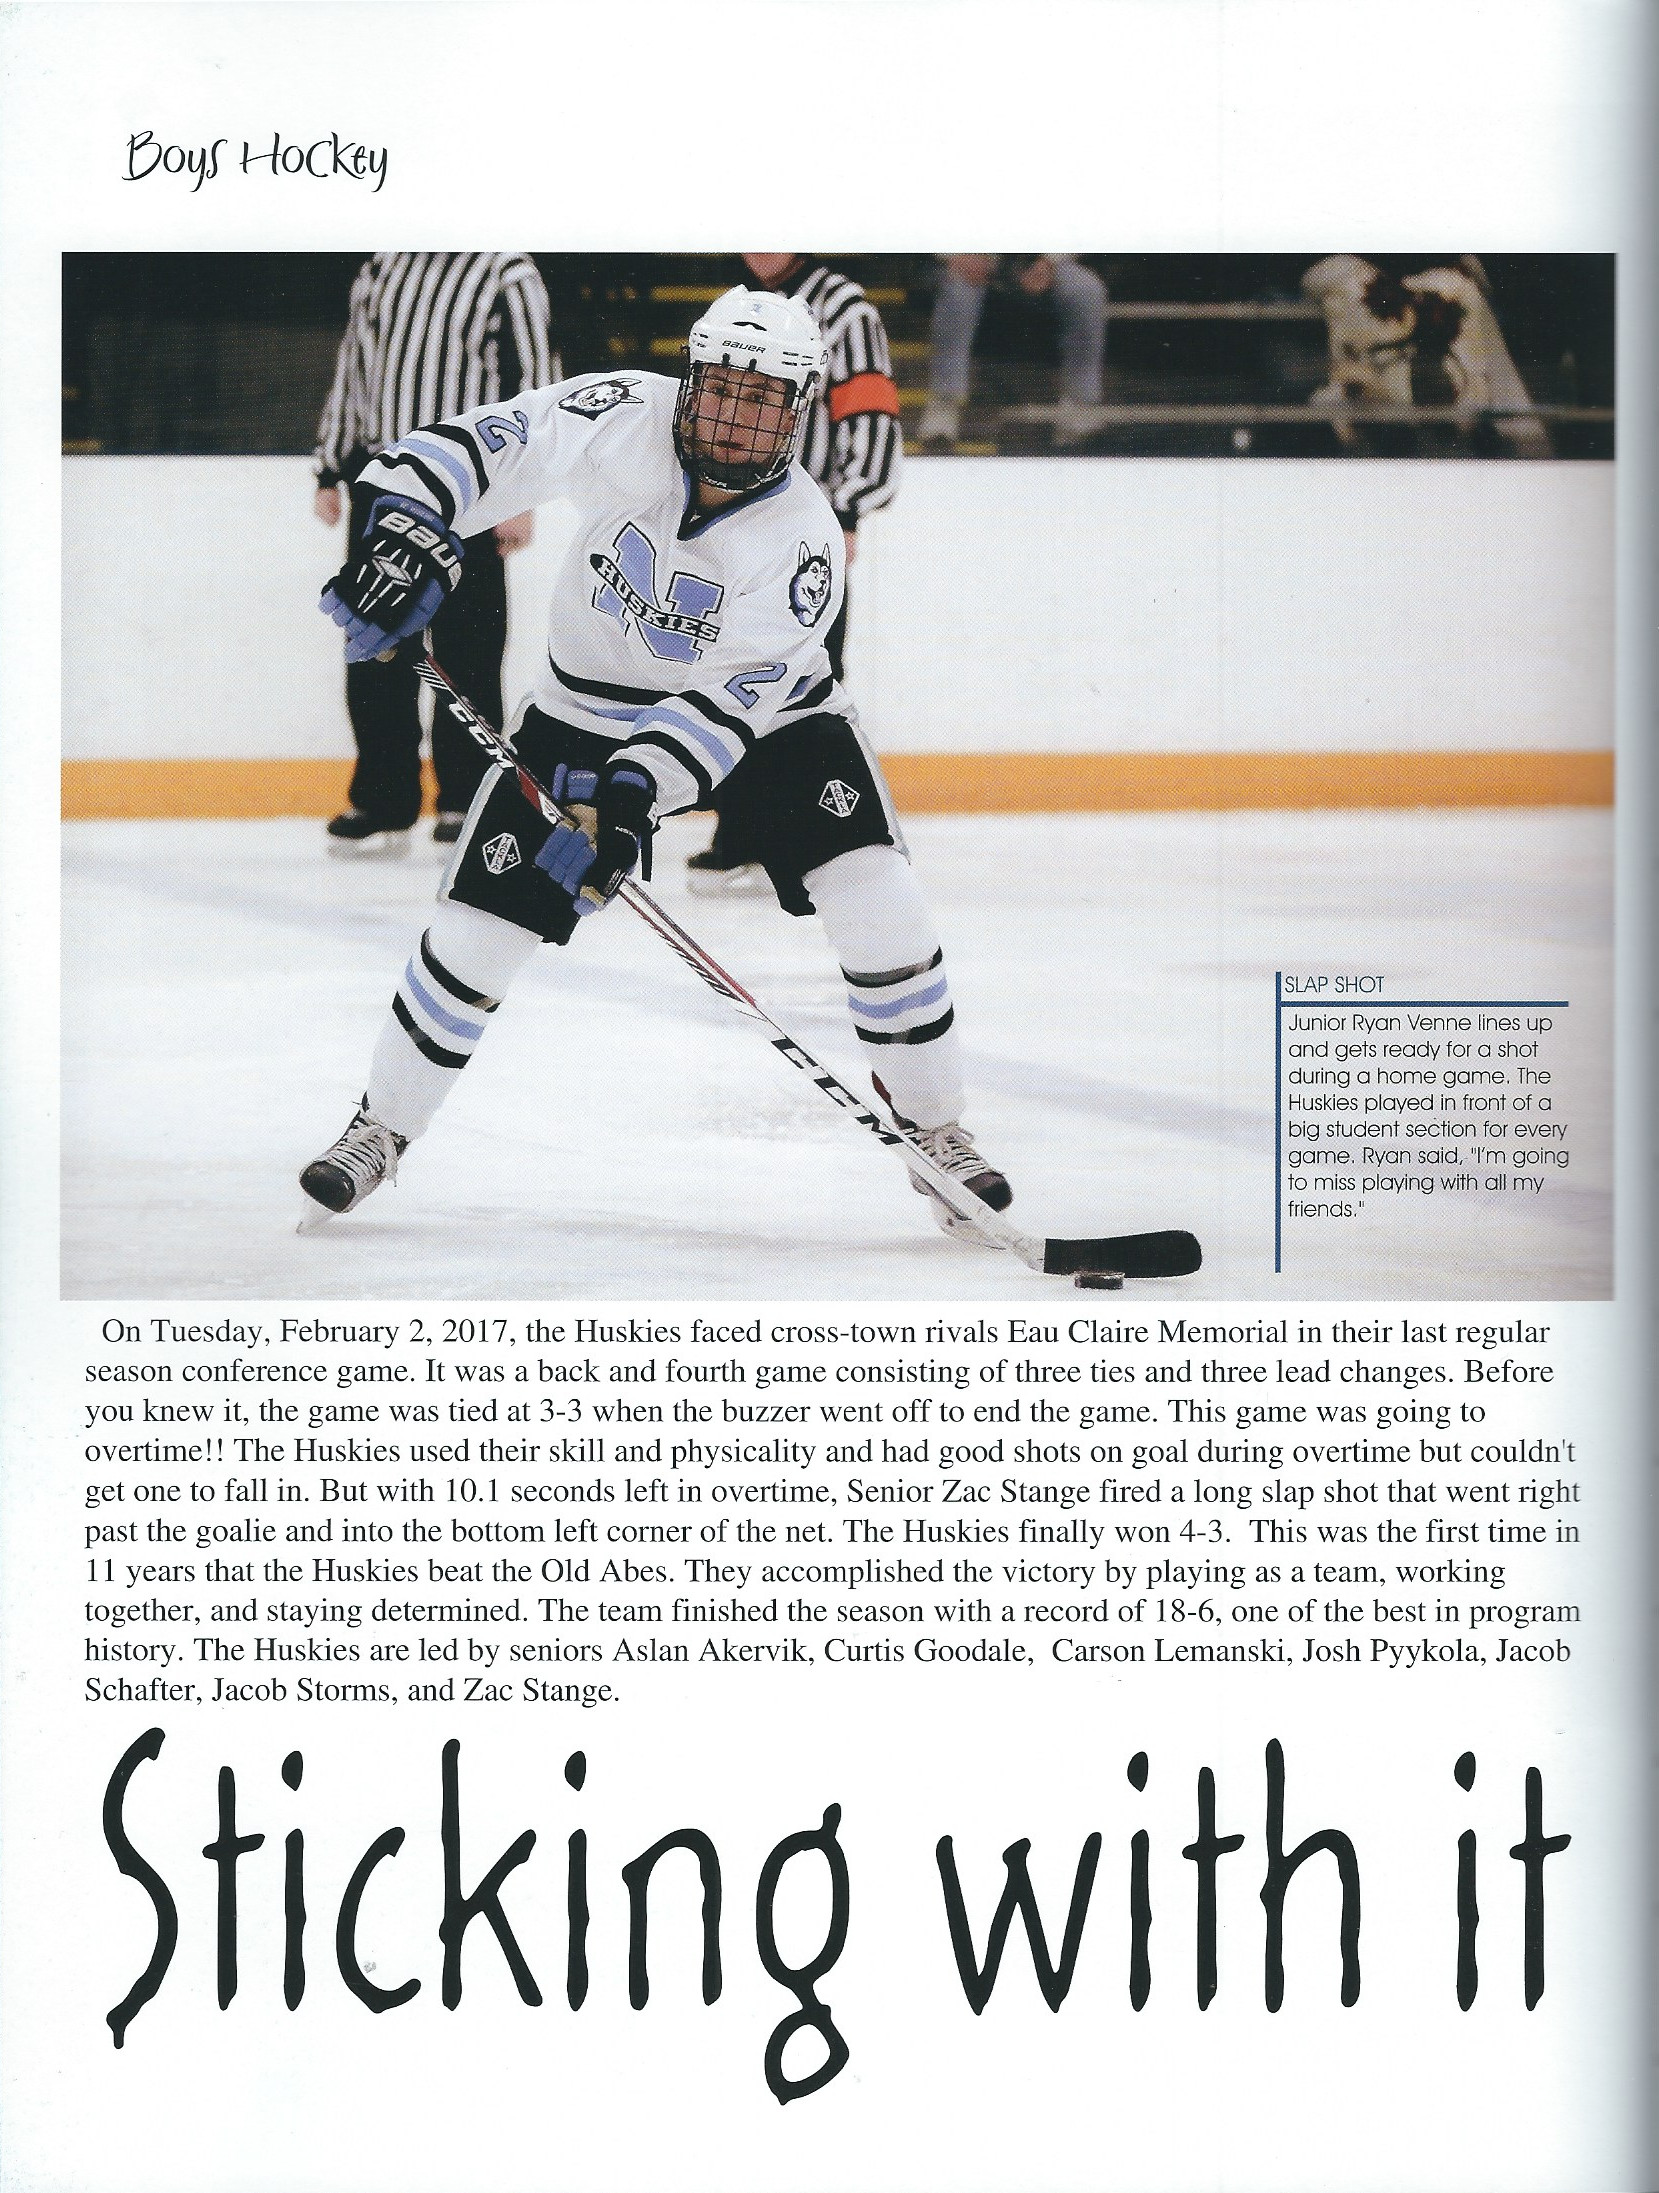 Boys Hockey
BAUER
2
BAUE
HUSKIES
2
CCM
CCM
SLAP SHOT
Junior Ryan Venne lines up
and gets ready for a shot
during a home game. The
Huskies played in front of a
big student section for every
game. Ryan said, "I'm going
to miss playing with all my
friends."
On Tuesday, February 2, 2017, the Huskies faced cross-town rivals Eau Claire Memorial in their last regular
season conference game. It was a back and fourth game consisting of three ties and three lead changes. Before
you knew it, the game was tied at 3-3 when the buzzer went off to end the game. This game was going to
overtime!! The Huskies used their skill and physicality and had good shots on goal during overtime but couldn't
get one to fall in. But with 10.1 seconds left in overtime, Senior Zac Stange fired a long slap shot that went right
past the goalie and into the bottom left corner of the net. The Huskies finally won 4-3.  This was the first time in
11 years that the Huskies beat the Old Abes. They accomplished the victory by playing as a team, working
together, and staying determined. The team finished the season with a record of 18-6, one of the best in program
history. The Huskies are led by seniors Aslan Akervik, Curtis Goodale,  Carson Lemanski, Josh Pyykola, Jacob
Schafter, Jacob Storms, and Zac Stange.
Sticking with it